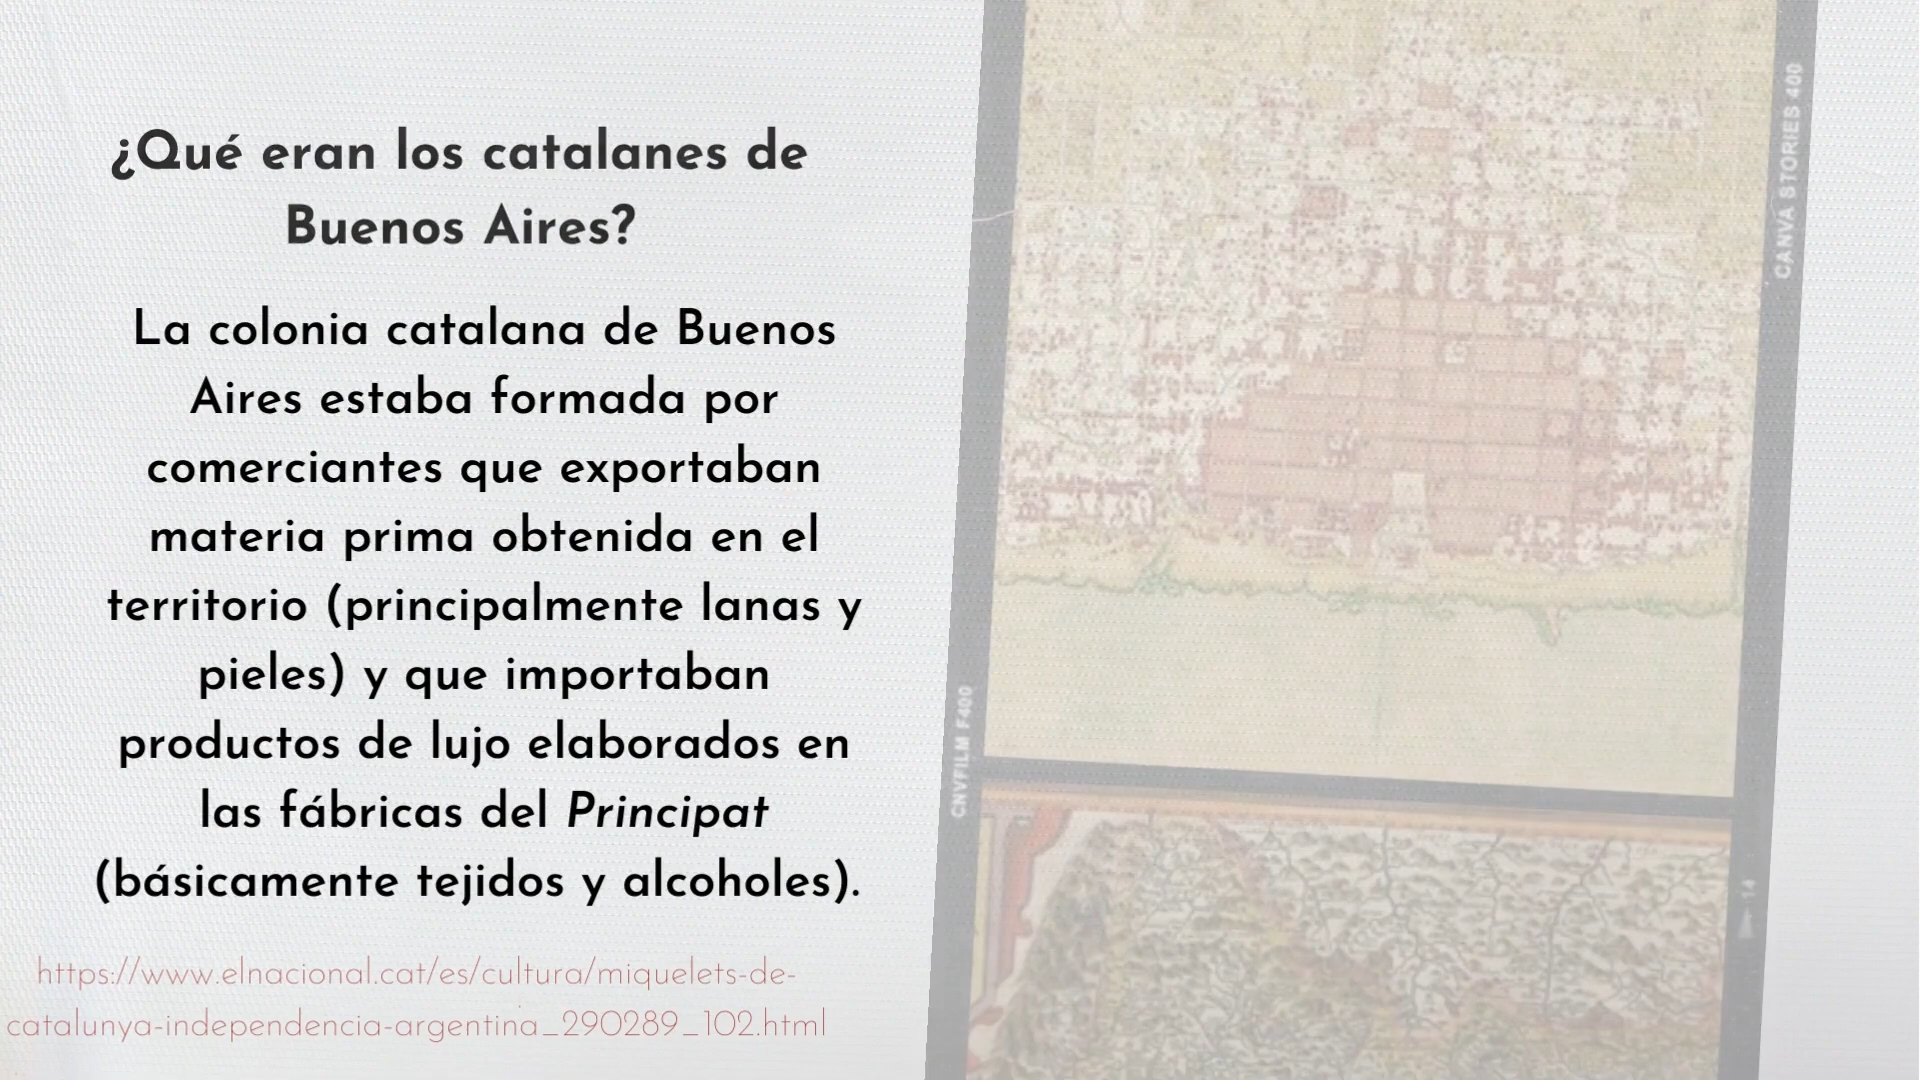 ¿Qué eran los catalanes de
Buenos Aires?
La colonia catalana de Buenos
Aires estaba formada por
comerciantes que exportaban
materia prima obtenida en el
territorio (principalmente lanas y
pieles) y que importaban
productos de lujo elaborados en
las fábricas del Principat
(básicamente tejidos y alcoholes).
https://www.elnacional.cat/es/cultura/miquelets-de-
catalunya-independencia-argentina_290289_102.html
CANVA STORIES 400
CNVFILM F400
14